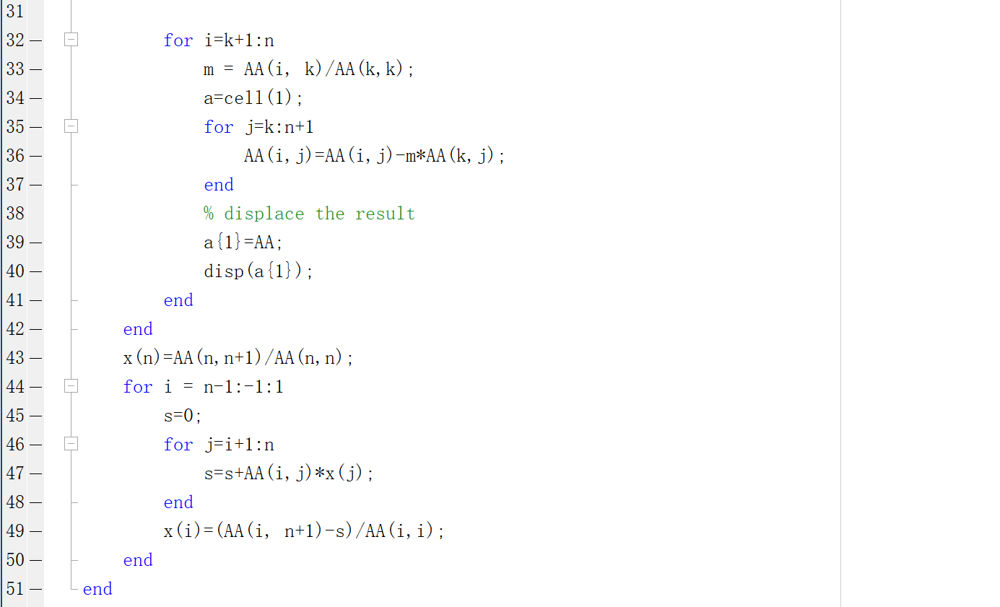 31
32 — for i=k+1:n
33 — m = AA(i, k)/AA(k,k);
34 — a=cell(1);
35 — for j=k:n+1
36 — AA(i,j)=AA(i,j)-m*AA(k,j);
37 — end
38 % displace the result
39 — a{1}=AA;
40 — disp(a{1});
41 — end
42 — end
43 — x(n)=AA(n,n+1)/AA(n,n);
44 — for i = n-1:-1:1
45 — s=0;
46 — for j=i+1:n
47 — s=s+AA(i,j)*x(j);
48 — end
49 — x(i)=(AA(i, n+1)-s)/AA(i,i);
50 — end
51 — end